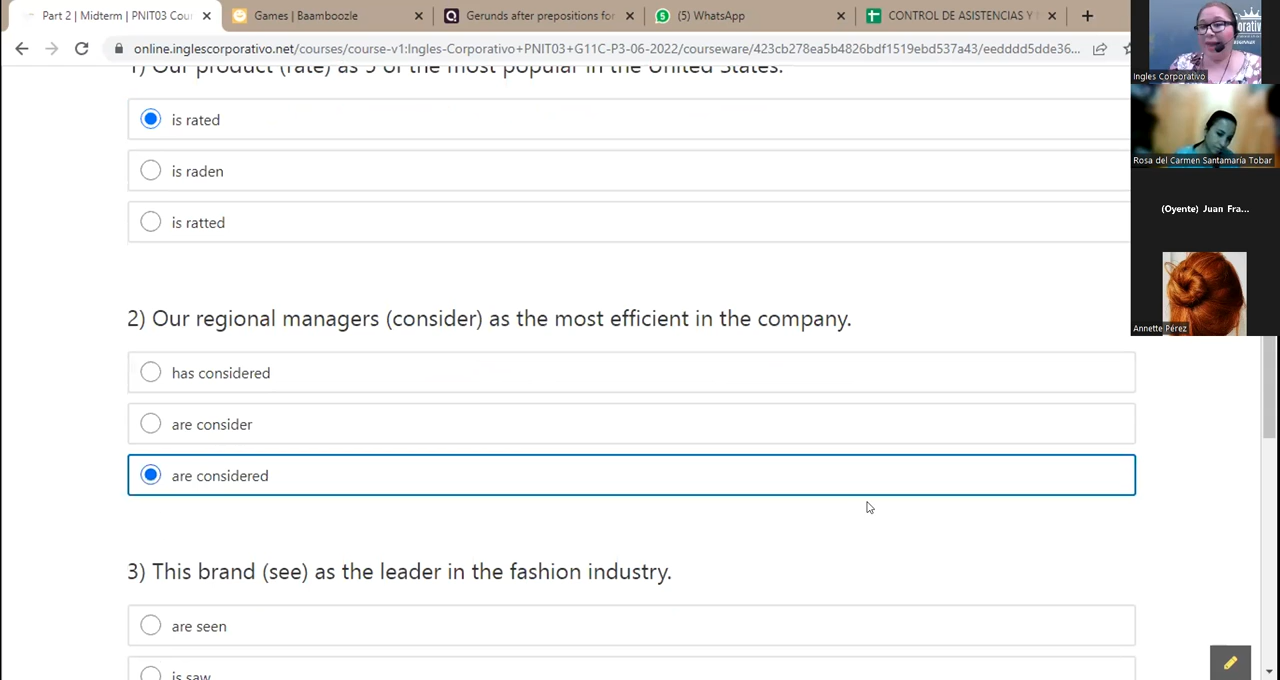 Part 2 | Midterm | PNIT03 Cour
Games | Baamboozle
Gerunds after prepositions for
(5) WhatsApp
CONTROL DE ASISTENCIAS Y
online.inglescorporativo.net/courses/course-v1:Ingles-Corporativo+PNIT03+G11C-P3-06-2022/courseware/423cb278ea5b4826bdf1519ebd537a43/eedddd5dde36...
Ingles Corporativo
Rosa del Carmen Santamaría Tobar
(Oyente) Juan Fra...
Annette Pérez
1) Our product (rate) as 5 of the most popular in the United States.
is rated
is raden
is ratted
2) Our regional managers (consider) as the most efficient in the company.
has considered
are consider
are considered
3) This brand (see) as the leader in the fashion industry.
are seen
is saw